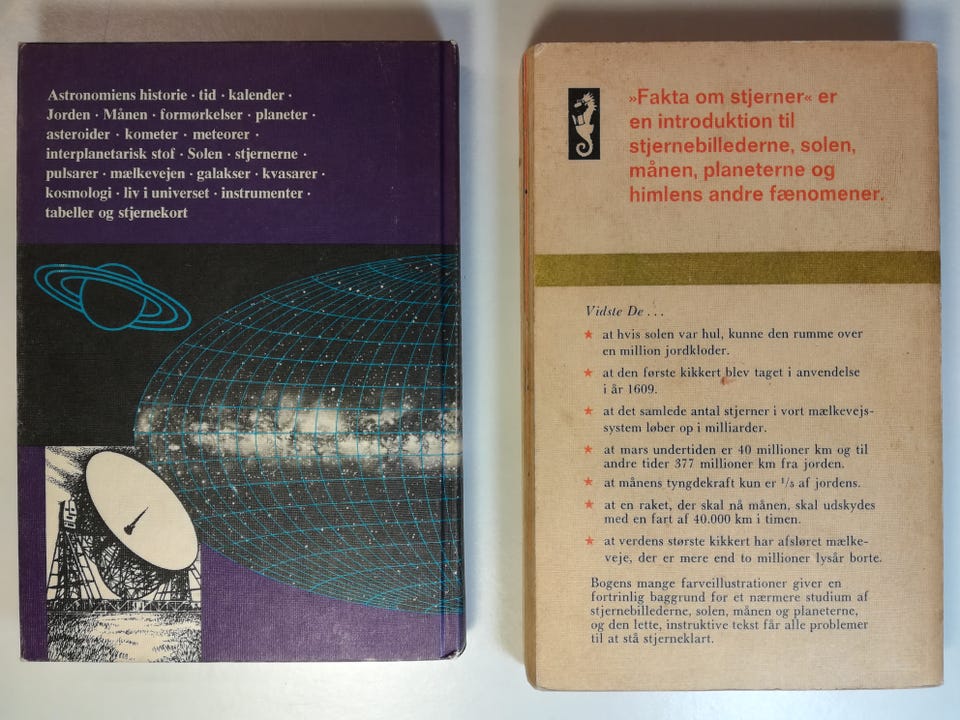 Astronomiens historie · tid · kalender ·
Jorden · Månen · formørkelser · planeter ·
asteroider · kometer · meteorer ·
interplanetarisk stof · Solen · stjernerne ·
pulsarer · mælkevejen · galakser · kvasarer ·
kosmologi · liv i universet · instrumenter ·
tabeller og stjernekort
»Fakta om stjerner« er
en introduktion til
stjernebillederne, solen,
månen, planeterne og
himlens andre fænomener.
Vidste De . . .
★ at hvis solen var hul, kunne den rumme over
en million jordkloder.
★ at den første kikkert blev taget i anvendelse
i år 1609.
★ at det samlede antal stjerner i vort mælkevejs-
system løber op i milliarder.
★ at mars undertiden er 40 millioner km og til
andre tider 377 millioner km fra jorden.
★ at månens tyngdekraft kun er 1/5 af jordens.
★ at en raket, der skal nå månen, skal udskydes
med en fart af 40.000 km i timen.
★ at verdens største kikkert har afsløret mælke-
veje, der er mere end to millioner lysår borte.
Bogens mange farveillustrationer giver en
fortrinlig baggrund for et nærmere studium af
stjernebillederne, solen, månen og planeterne,
og den lette, instruktive tekst får alle problemer
til at stå stjerneklart.